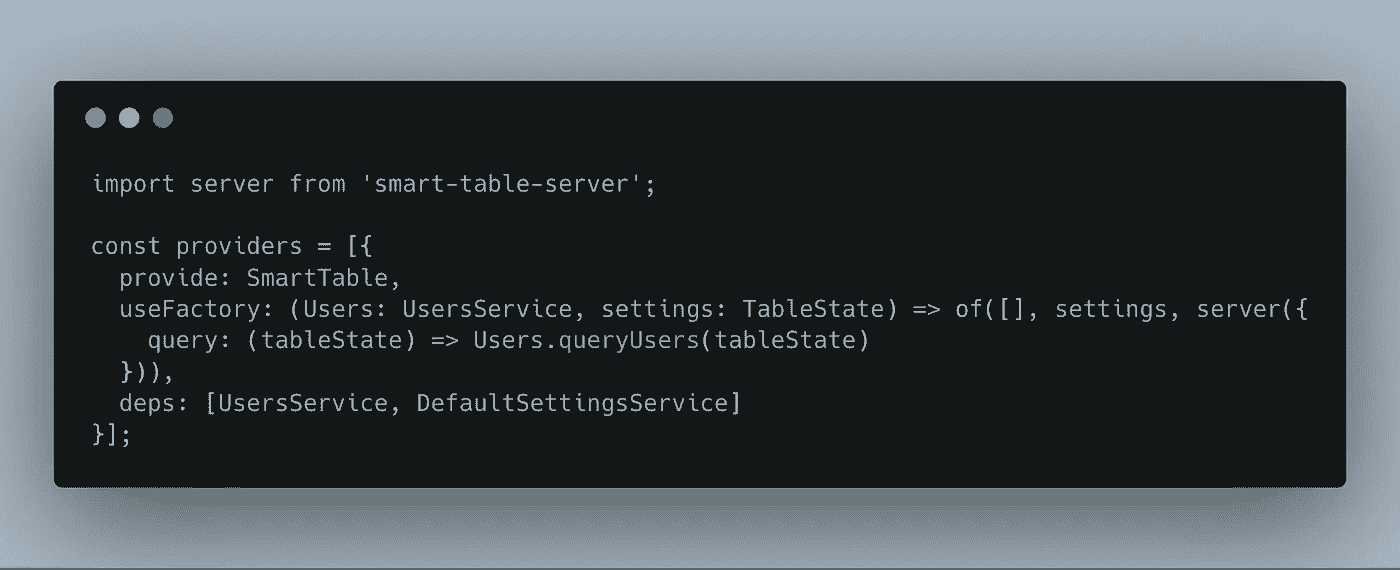 import server from 'smart-table-server';
const providers = [{
  provide: SmartTable,
  useFactory: (Users: UsersService, settings: TableState) => of([], settings, server({
    query: (tableState) => Users.queryUsers(tableState)
  })),
  deps: [UsersService, DefaultSettingsService]
}];